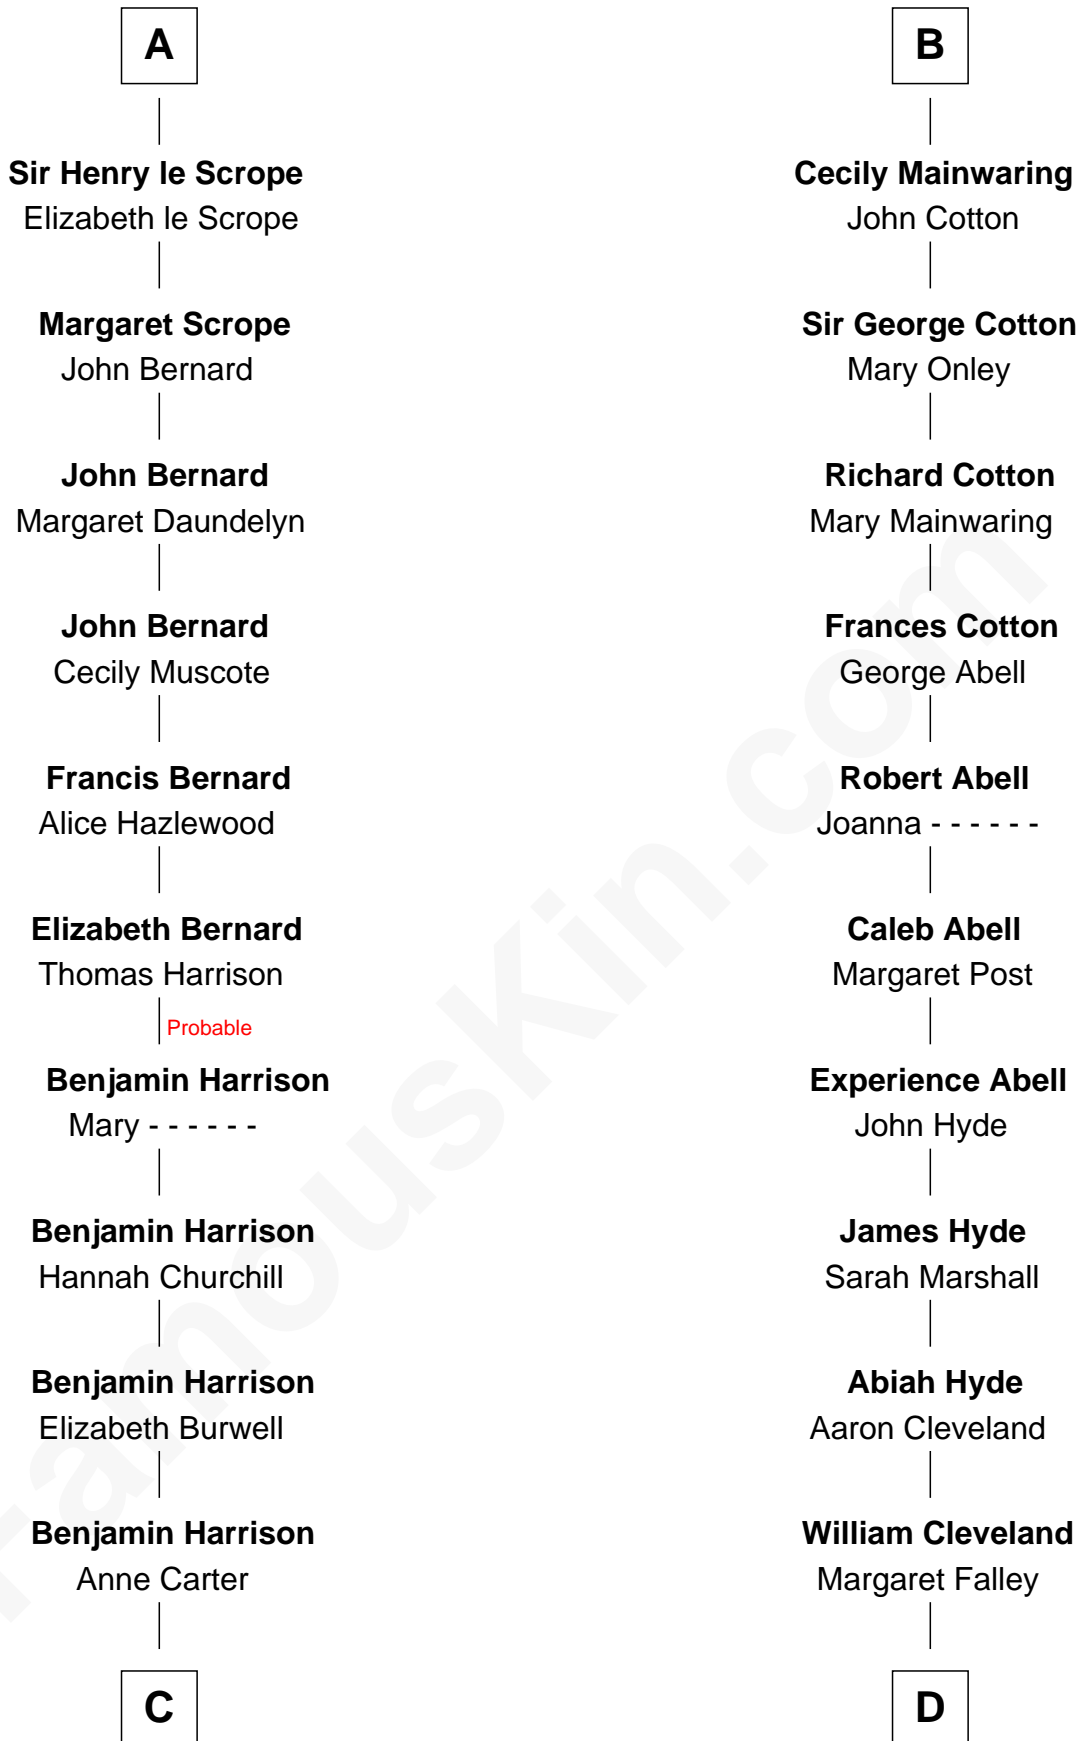 A
Sir Henry le Scrope
Elizabeth le Scrope
Margaret Scrope
John Bernard
John Bernard
Margaret Daundelyn
John Bernard
Cecily Muscote
Francis Bernard
Alice Hazlewood
Elizabeth Bernard
Thomas Harrison
Probable
Benjamin Harrison
Mary - - - - - -
Benjamin Harrison
Hannah Churchill
Benjamin Harrison
Elizabeth Burwell
Benjamin Harrison
Anne Carter
C
B
Cecily Mainwaring
John Cotton
Sir George Cotton
Mary Onley
Richard Cotton
Mary Mainwaring
Frances Cotton
George Abell
Robert Abell
Joanna - - - - - -
Caleb Abell
Margaret Post
Experience Abell
John Hyde
James Hyde
Sarah Marshall
Abiah Hyde
Aaron Cleveland
William Cleveland
Margaret Falley
D
FamousKin.com